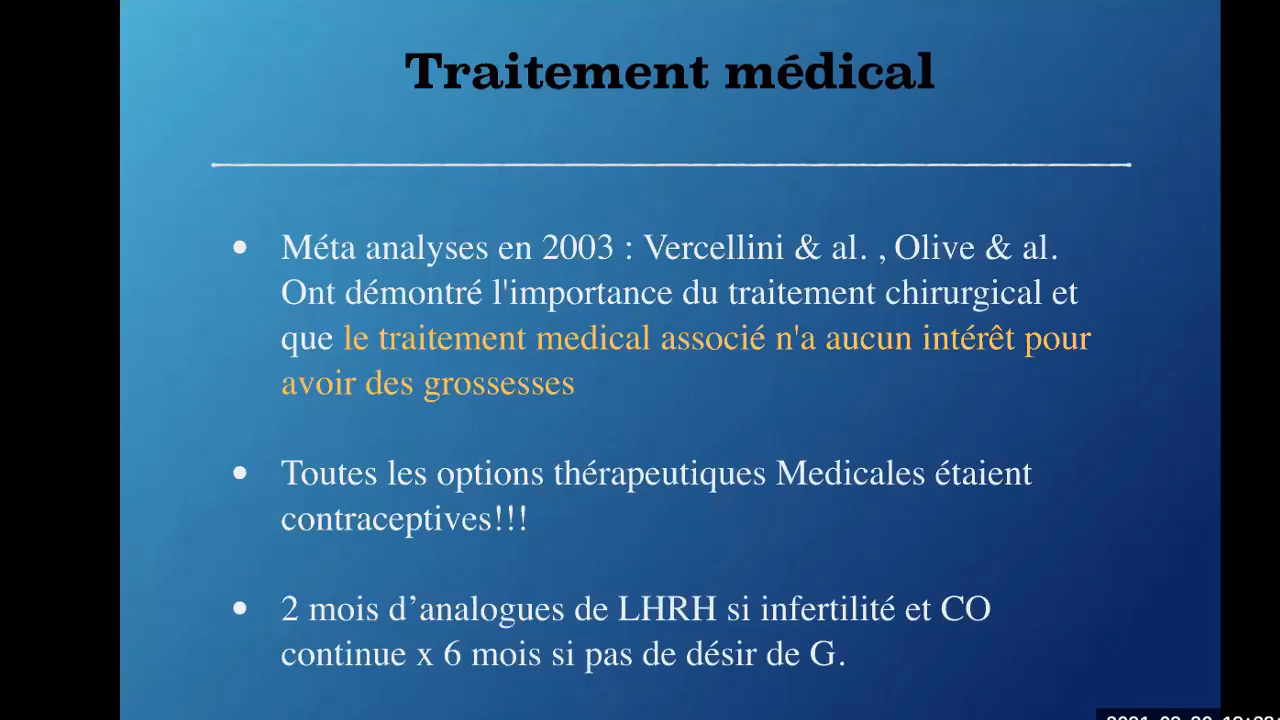 Traitement médical
• Méta analyses en 2003 : Vercellini & al. , Olive & al.
Ont démontré l'importance du traitement chirurgical et
que le traitement medical associé n'a aucun intérêt pour
avoir des grossesses
• Toutes les options thérapeutiques Medicales étaient
contraceptives!!!
• 2 mois d’analogues de LHRH si infertilité et CO
continue x 6 mois si pas de désir de G.